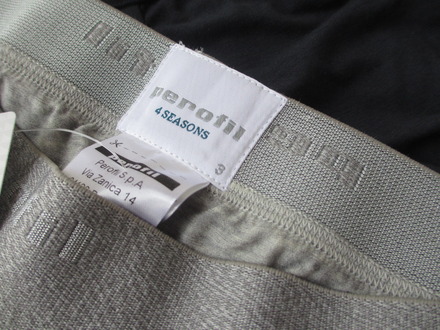 perofil
4 SEASONS
3
perofil
Perofil S.p.A
Via Zanica 14